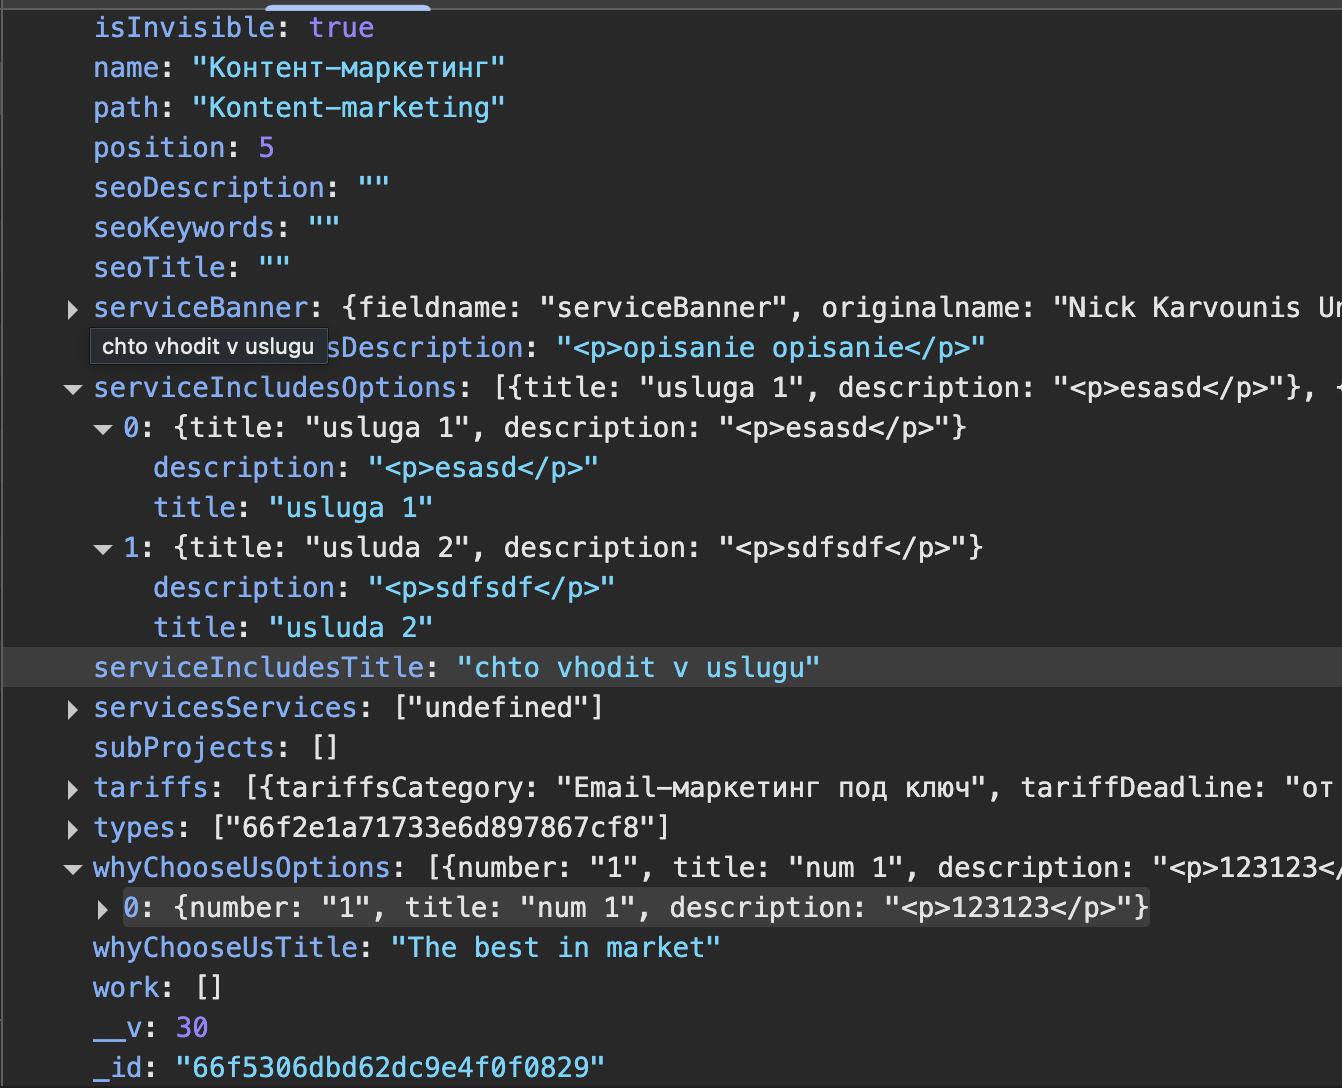 isInvisible: true
name: "Контент-маркетинг"
path: "Kontent-marketing"
position: 5
seoDescription: ""
seoKeywords: ""
seoTitle: ""
serviceBanner: {fieldname: "serviceBanner", originalname: "Nick Karvounis Un
chto vhodit v uslugu
sDescription: "<p>opisanie opisanie</p>"
serviceIncludesOptions: [{title: "usluga 1", description: "<p>esasd</p>"}, {
0: {title: "usluga 1", description: "<p>esasd</p>"}
description: "<p>esasd</p>"
title: "usluga 1"
1: {title: "usluda 2", description: "<p>sdfsdf</p>"}
description: "<p>sdfsdf</p>"
title: "usluda 2"
serviceIncludesTitle: "chto vhodit v uslugu"
servicesServices: ["undefined"]
subProjects: []
tariffs: [{tariffsCategory: "Email-маркетинг под ключ", tariffDeadline: "от
types: ["66f2e1a71733e6d897867cf8"]
whyChooseUsOptions: [{number: "1", title: "num 1", description: "<p>123123</
0: {number: "1", title: "num 1", description: "<p>123123</p>"}
whyChooseUsTitle: "The best in market"
work: []
__v: 30
_id: "66f5306dbd62dc9e4f0f0829"